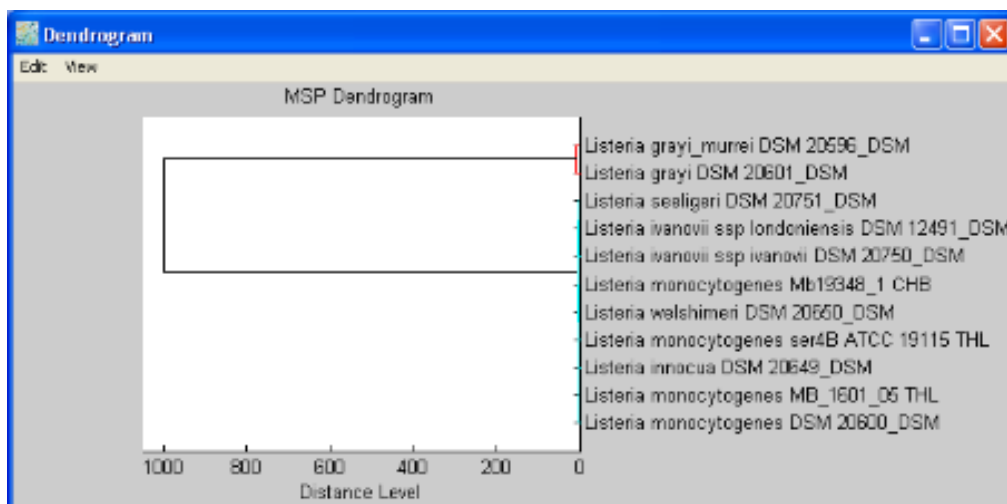 Dendrogram
Edit View
MSP Dendrogram
Listeria grayi_murrei DSM 20596_DSM
Listeria grayi DSM 20601_DSM
Listeria seeligeri DSM 20751_DSM
Listeria ivanovii ssp londoniensis DSM 12491_DSM
Listeria ivanovii ssp ivanovii DSM 20750_DSM
Listeria monocytogenes Mb19348_1 CHB
Listeria welshimeri DSM 20650_DSM
Listeria monocytogenes ser4B ATCC 19115 THL
Listeria innocua DSM 20649_DSM
Listeria monocytogenes MB_1601_05 THL
Listeria monocytogenes DSM 20600_DSM
1000 800 600 400 200 0
Distance Level